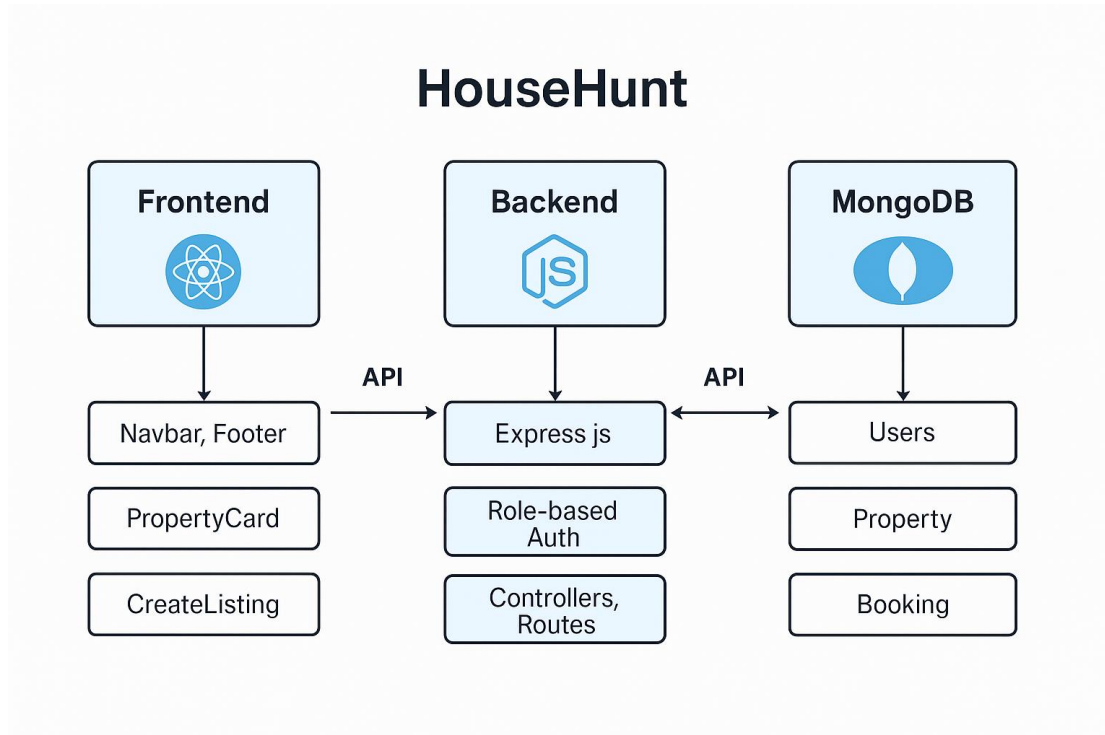 HouseHunt
Frontend
Backend
JS
MongoDB
API
API
Navbar, Footer
Express js
Users
PropertyCard
Role-based
Auth
Property
CreateListing
Controllers,
Routes
Booking